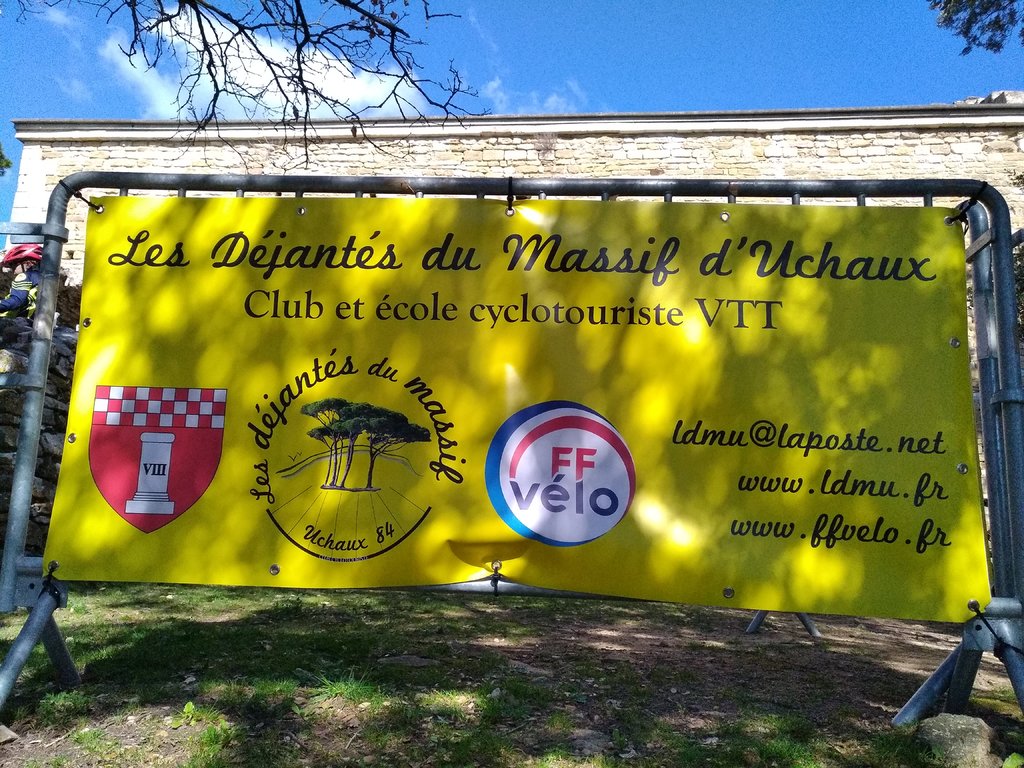 Les Déjantés du Massif d'Uchaux
Club et école cyclotouriste VTT
VIII
Les déjantés du massif
Uchaux 84
FF
vélo
ldmu@laposte.net
www.ldmu.fr
www.ffvelo.fr